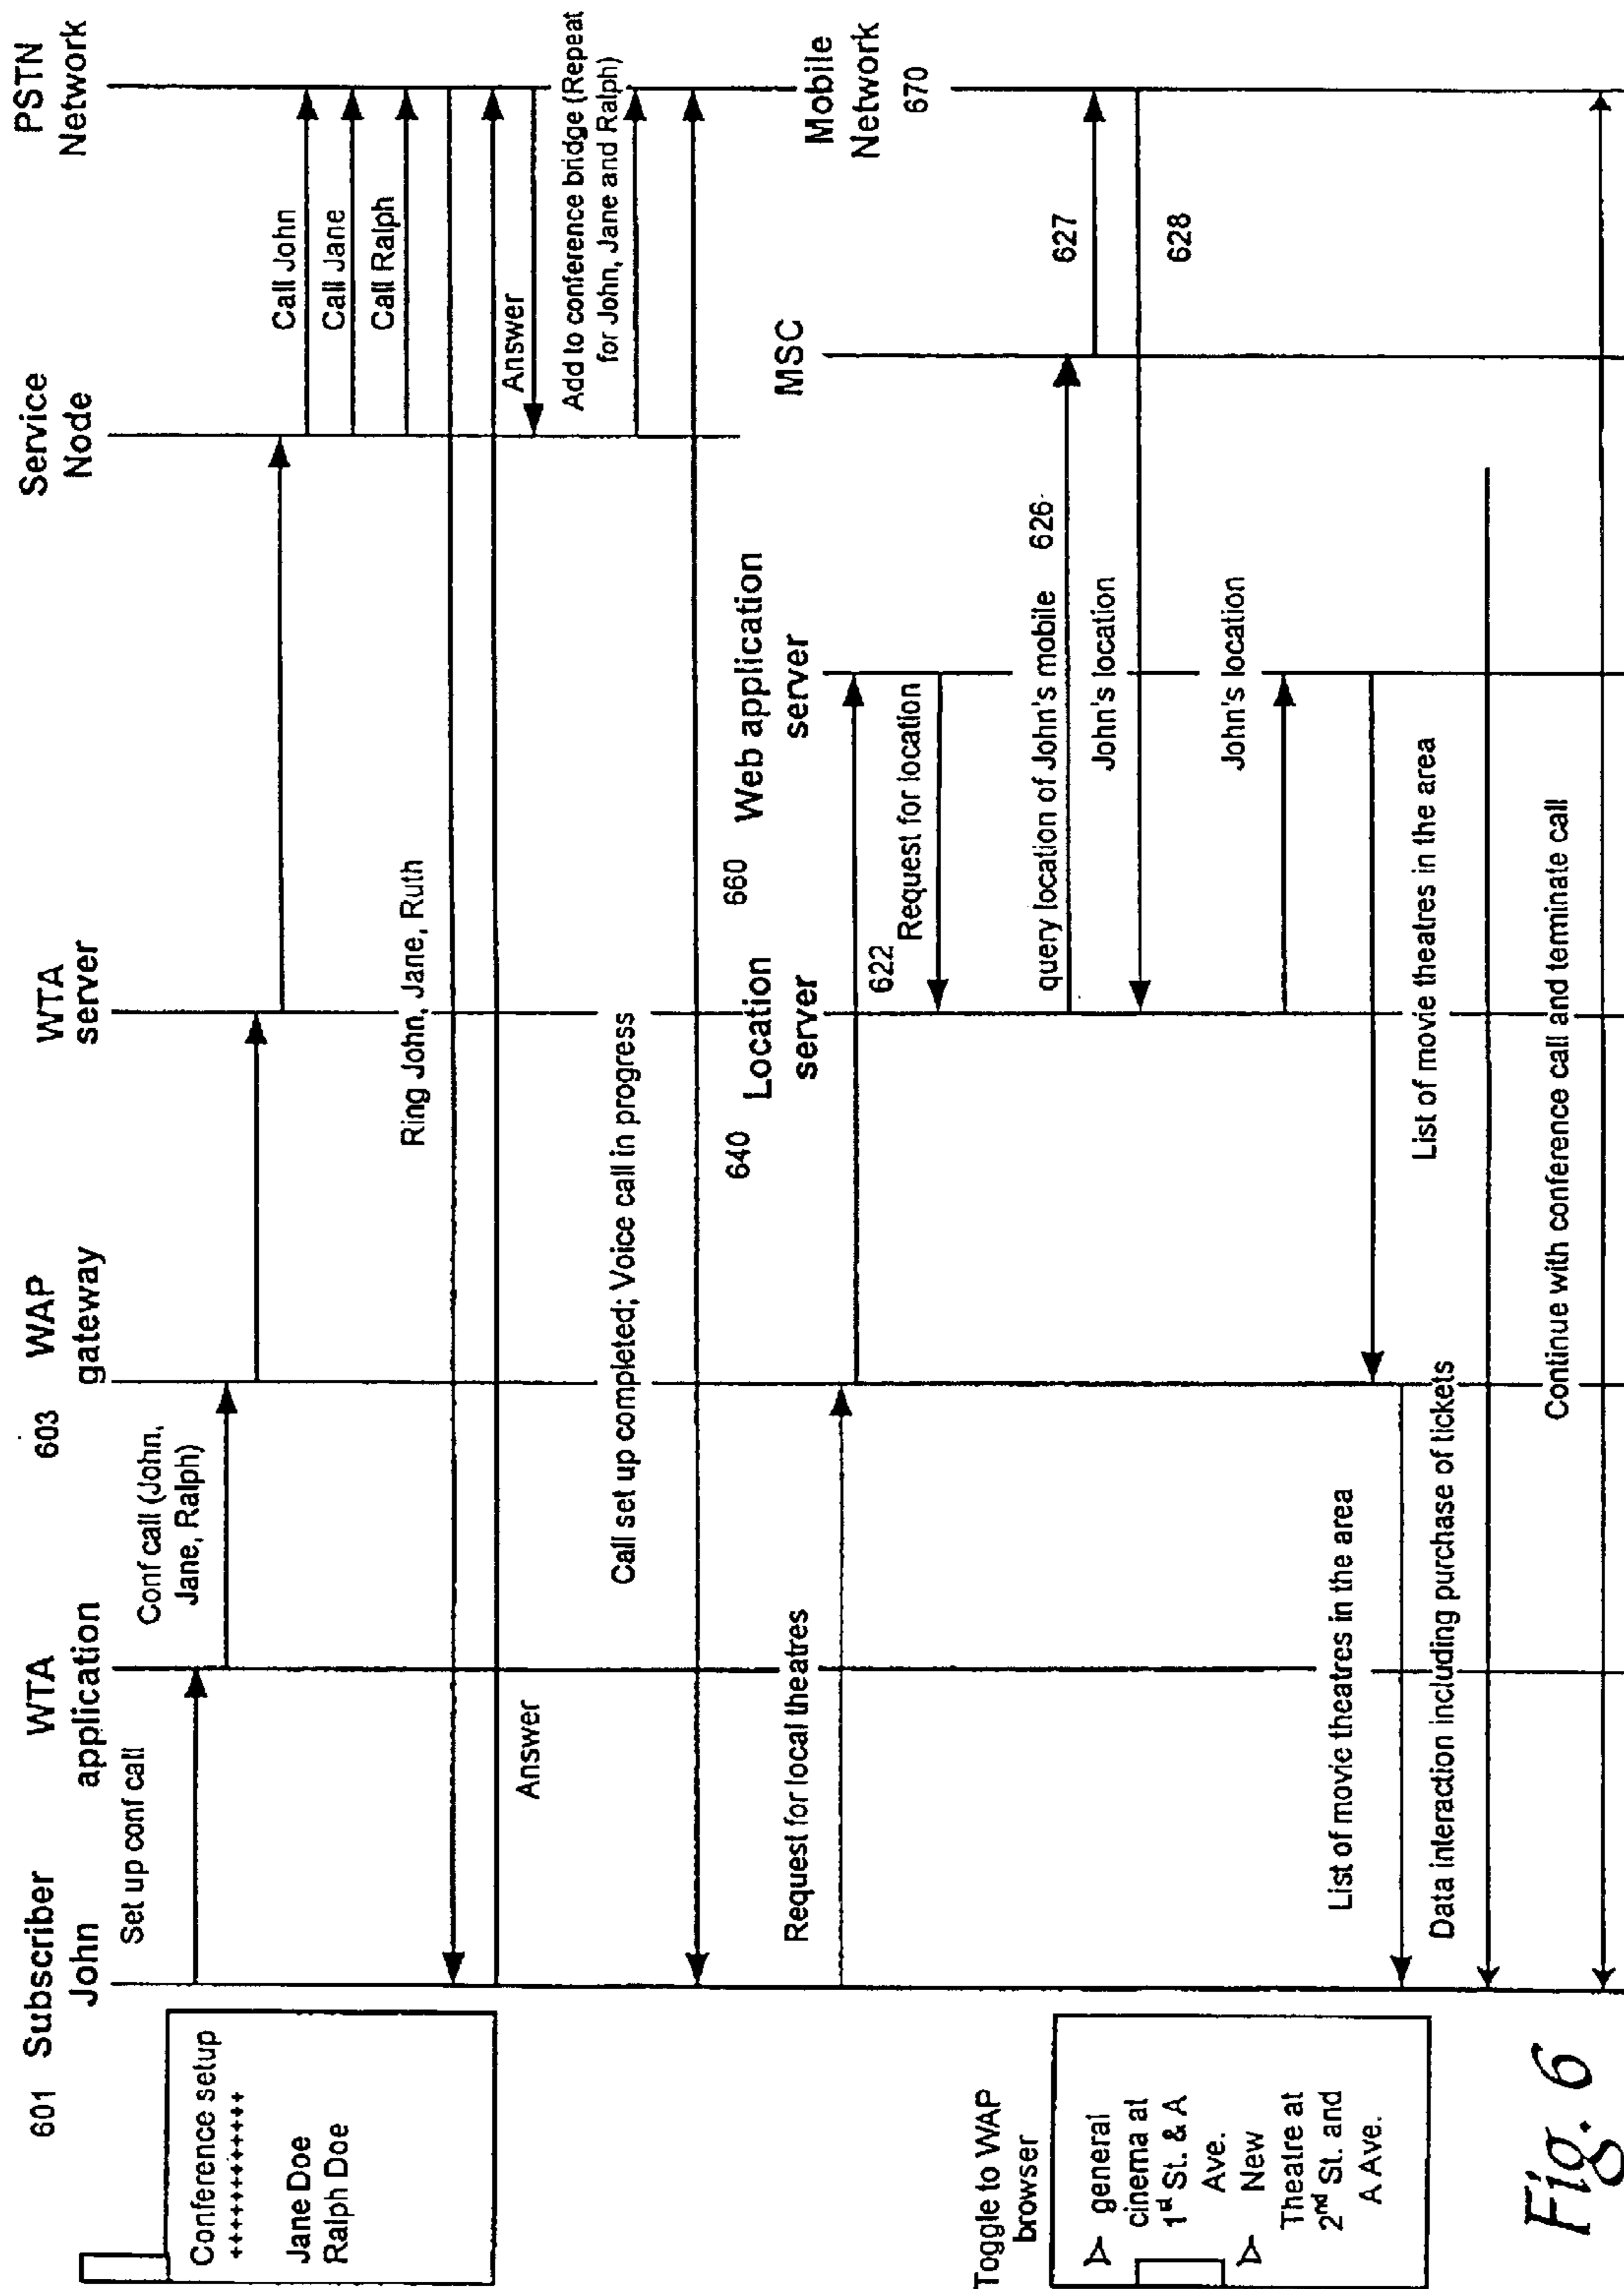 601 Subscriber
John
WTA
application
603
WAP
gateway
WTA
server
Service
Node
PSTN
Network
Conference setup
++++++++++
Jane Doe
Ralph Doe
Set up conf call
Conf call (John,
Jane, Ralph)
Call John
Call Jane
Call Ralph
Ring John, Jane, Ruth
Answer
Answer
Add to conference bridge (Repeat
for John, Jane and Ralph)
Call set up completed; Voice call in progress
640
Location
server
660
Web application
server
MSC
Mobile
Network
670
Toggle to WAP
browser
general
cinema at
1st St. & A
Ave.
New
Theatre at
2nd St. and
A Ave.
Request for local theatres
622
Request for location
query location of John's mobile 626
627
John's location
628
John's location
List of movie theatres in the area
List of movie theatres in the area
Data interaction including purchase of tickets
Continue with conference call and terminate call
Fig. 6